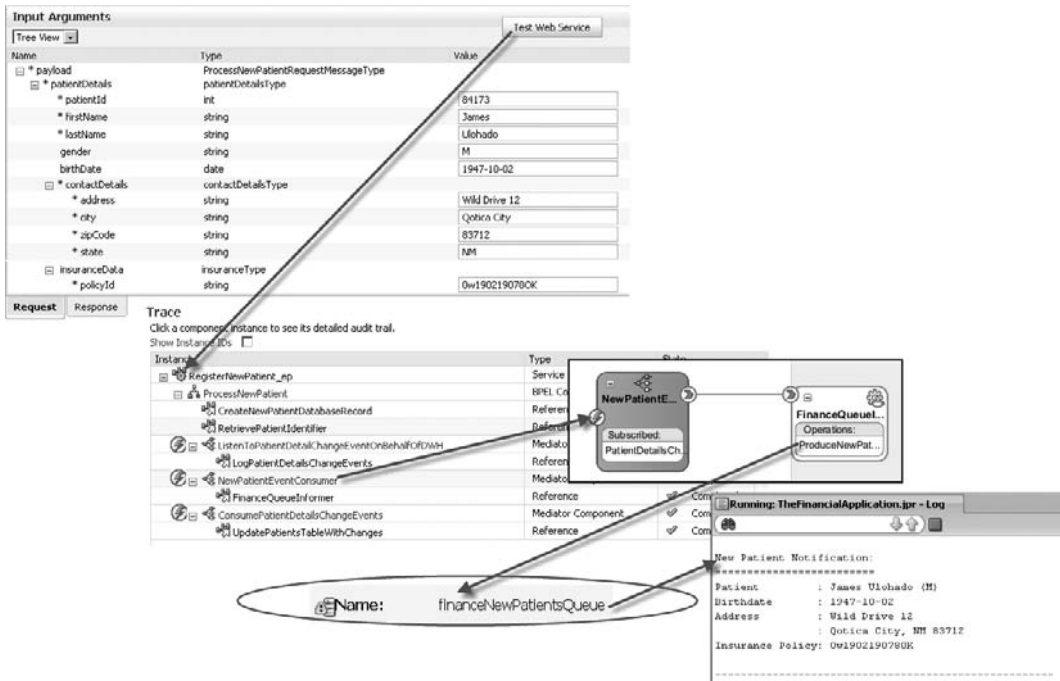 Input Arguments
Tree View
Test Web Service
Name Type Value
* payload ProcessNewPatientRequestMessageType
* patientDetails patientDetailsType
* patientId int 84173
* firstName string James
* lastName string Ulohado
gender string M
birthDate date 1947-10-02
* contactDetails contactDetailsType
* address string Wild Drive 12
* city string Qotica City
* zipCode string 83712
* state string NM
insuranceData insuranceType
* policyId string 0w190219078OK
Request Response
Trace
Click a component instance to see its detailed audit trail.
Show Instance IDs
Instance Type State
RegisterNewPatient_ep Service
ProcessNewPatient BPEL Co
CreateNewPatientDatabaseRecord Referen
RetrievePatientIdentifier Referen
ListenToPatientDetailChangeEventOnBehalfOfDWH Mediato
LogPatientDetailsChangeEvents Referen
NewPatientEventConsumer Mediato
FinanceQueueInformer Reference Com
ConsumePatientDetailsChangeEvents Mediator Component Com
UpdatePatientsTableWithChanges Reference Com
NewPatientE...
Subscribed:
PatientDetailsCh...
FinanceQueueI...
Operations:
ProduceNewPat...
Name: financeNewPatientsQueue
Running: TheFinancialApplication.jpr - Log
New Patient Notification:
=========================
Patient : James Ulohado (M)
Birthdate : 1947-10-02
Address : Wild Drive 12
: Qotica City, NM 83712
Insurance Policy: 0w190219078OK